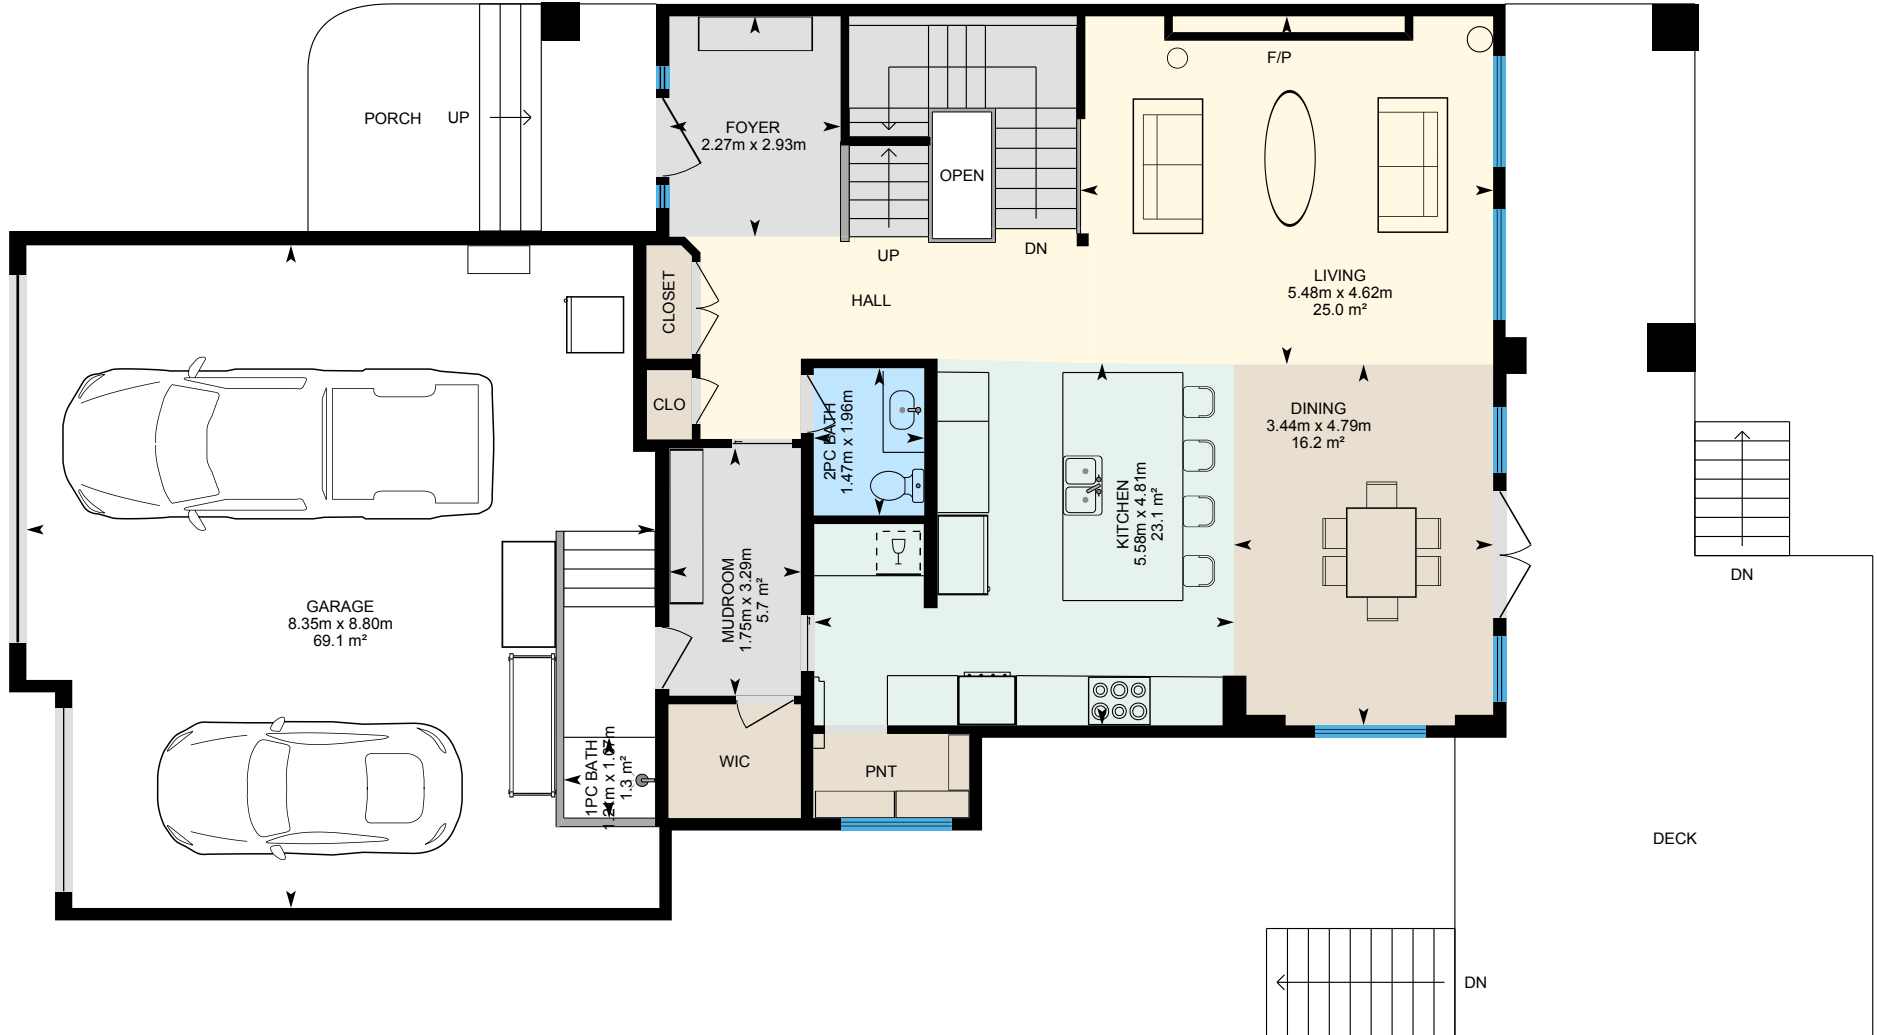 PORCH UP
FOYER
2.27m x 2.93m
OPEN
UP
DN
F/P
LIVING
5.48m x 4.62m
25.0 m²
HALL
CLOSET
CLO
2PC BATH
1.47m x 1.96m
KITCHEN
5.58m x 4.81m
23.1 m²
DINING
3.44m x 4.79m
16.2 m²
DN
GARAGE
8.35m x 8.80m
69.1 m²
MUDROOM
1.75m x 3.29m
5.7 m²
1PC BATH
x 1.07m
1.3 m²
WIC
PNT
DECK
DN